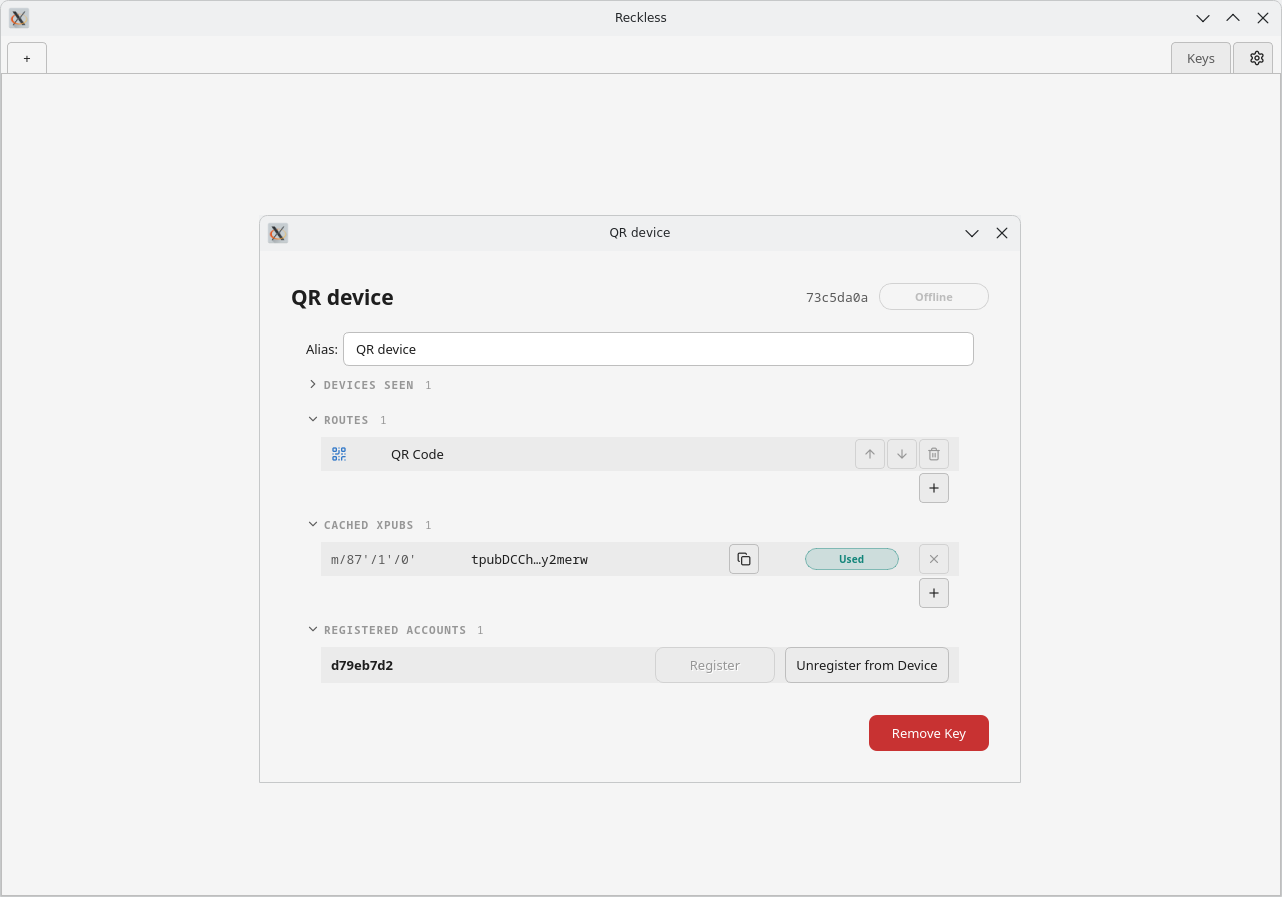 Reckless
+
Keys
QR device
QR device
73c5da0a
Offline
Alias:
QR device
DEVICES SEEN 1
ROUTES 1
QR Code
+
CACHED XPUBS 1
m/87'/1'/0'
tpubDCCh…y2merw
Used
+
REGISTERED ACCOUNTS 1
d79eb7d2
Register
Unregister from Device
Remove Key